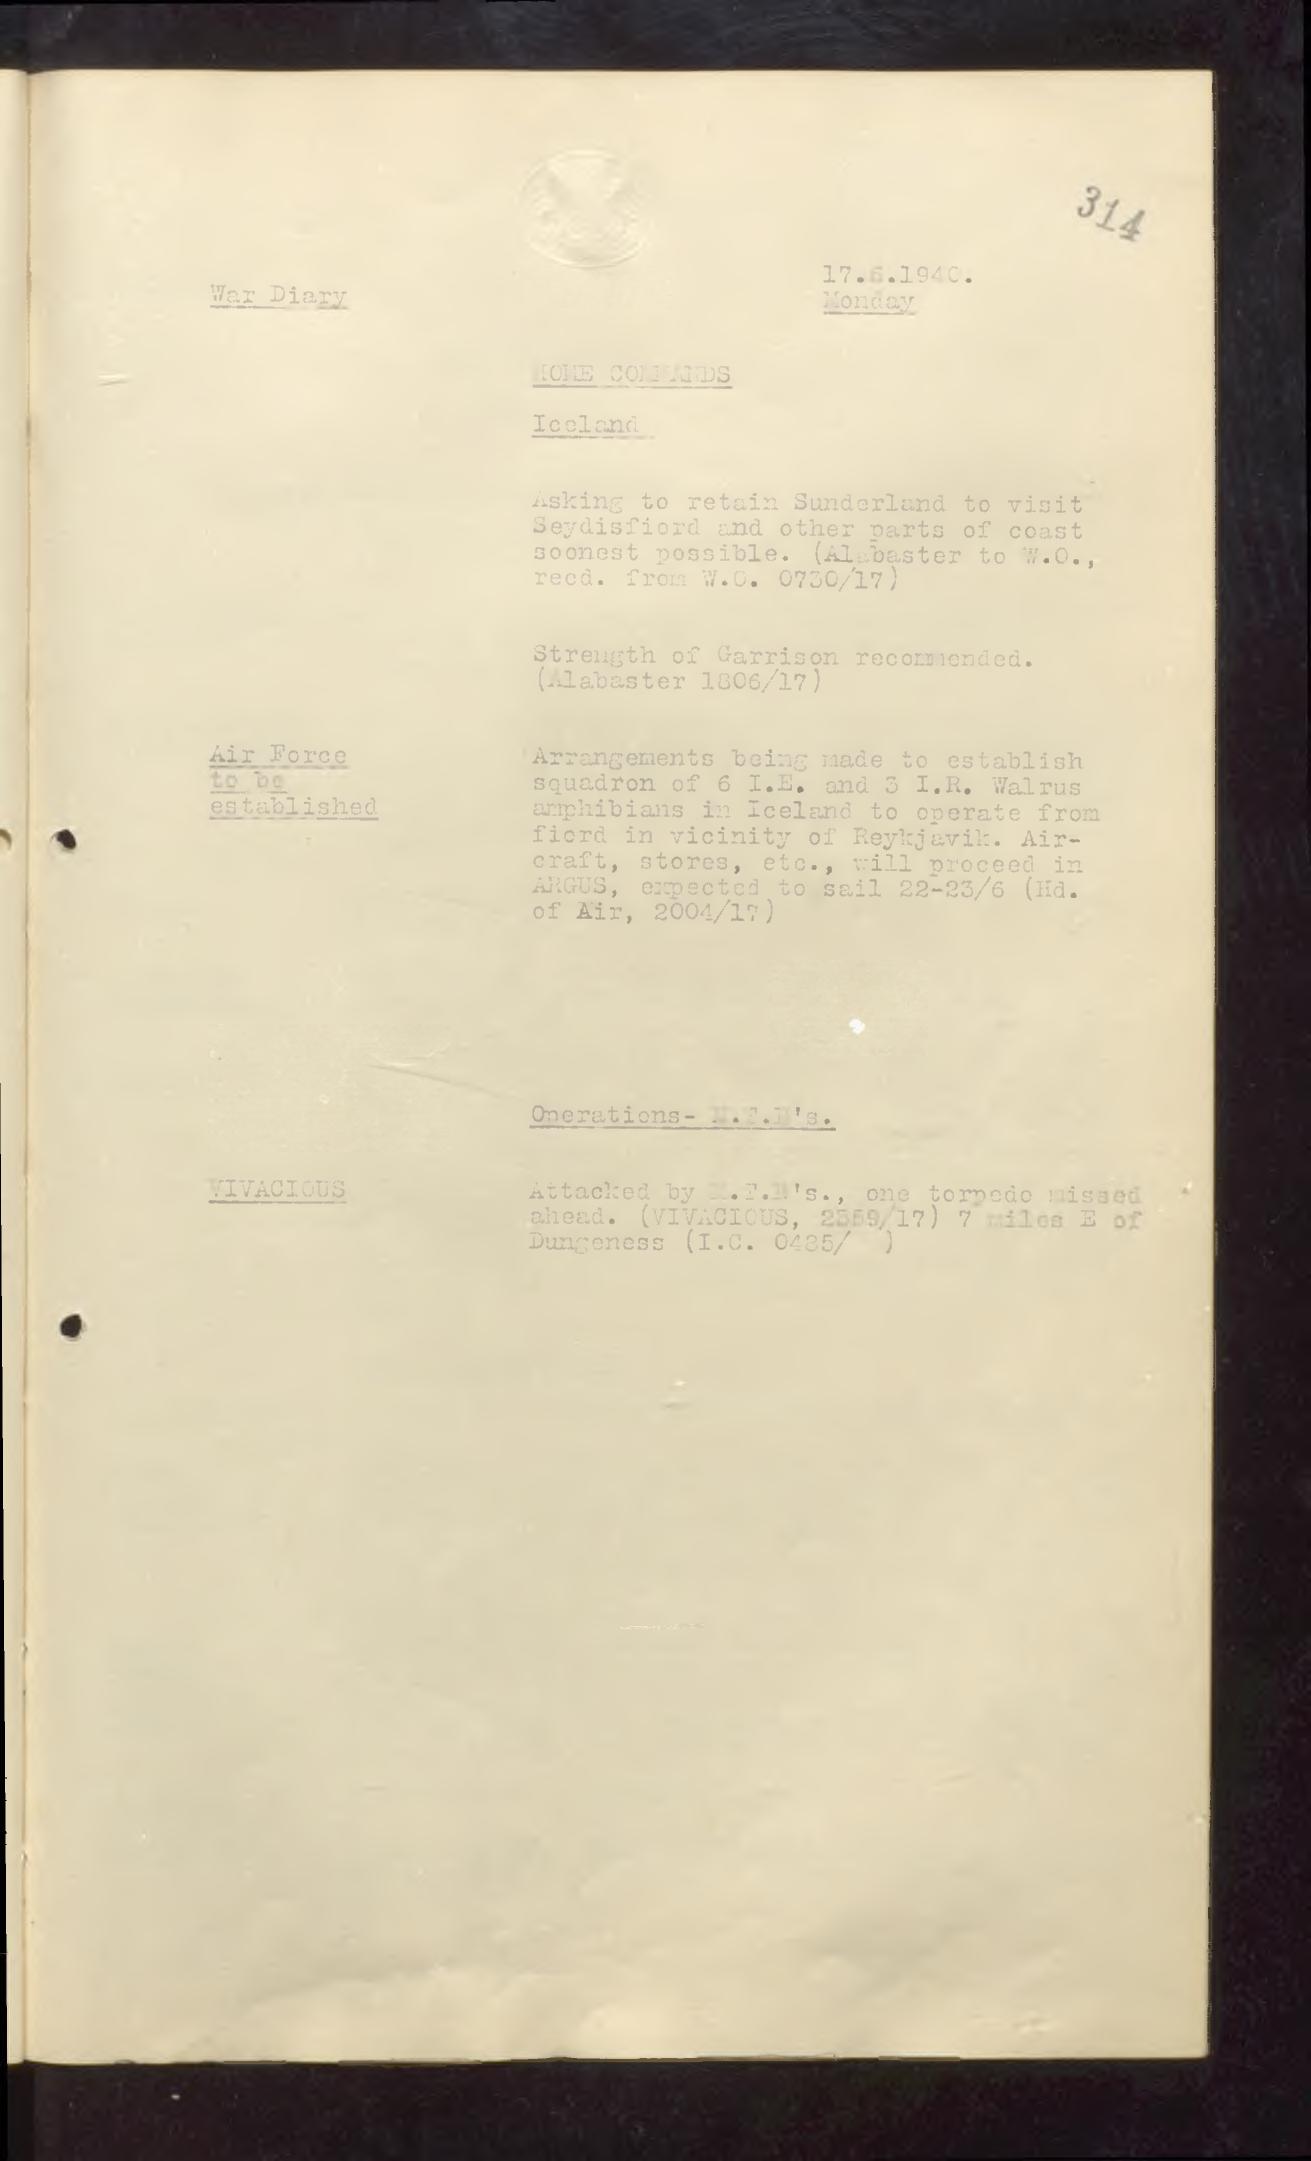 314
17.6.1940.
War Diary
Monday
HOME COMMANDS
Iceland
Asking to retain Sunderland to visit
Seydisfiord and other parts of coast
soonest possible. (Alabaster to W.O.,
recd. from W.O. 0730/17)
Strength of Garrison recommended.
(Alabaster 1806/17)
Air Force
to be
established
Arrangements being made to establish
squadron of 6 I.E. and 3 I.R. Walrus
amphibians in Iceland to operate from
fiord in vicinity of Reykjavik. Air-
craft, stores, etc., will proceed in
ARGUS, expected to sail 22-23/6 (Hd.
of Air, 2004/17)
Operations-
VIVACIOUS
Attacked by one torpedo missed
ahead. (VIVACIOUS, 2359/17) 7 miles E of
Dungeness (I.C. 0435/ )